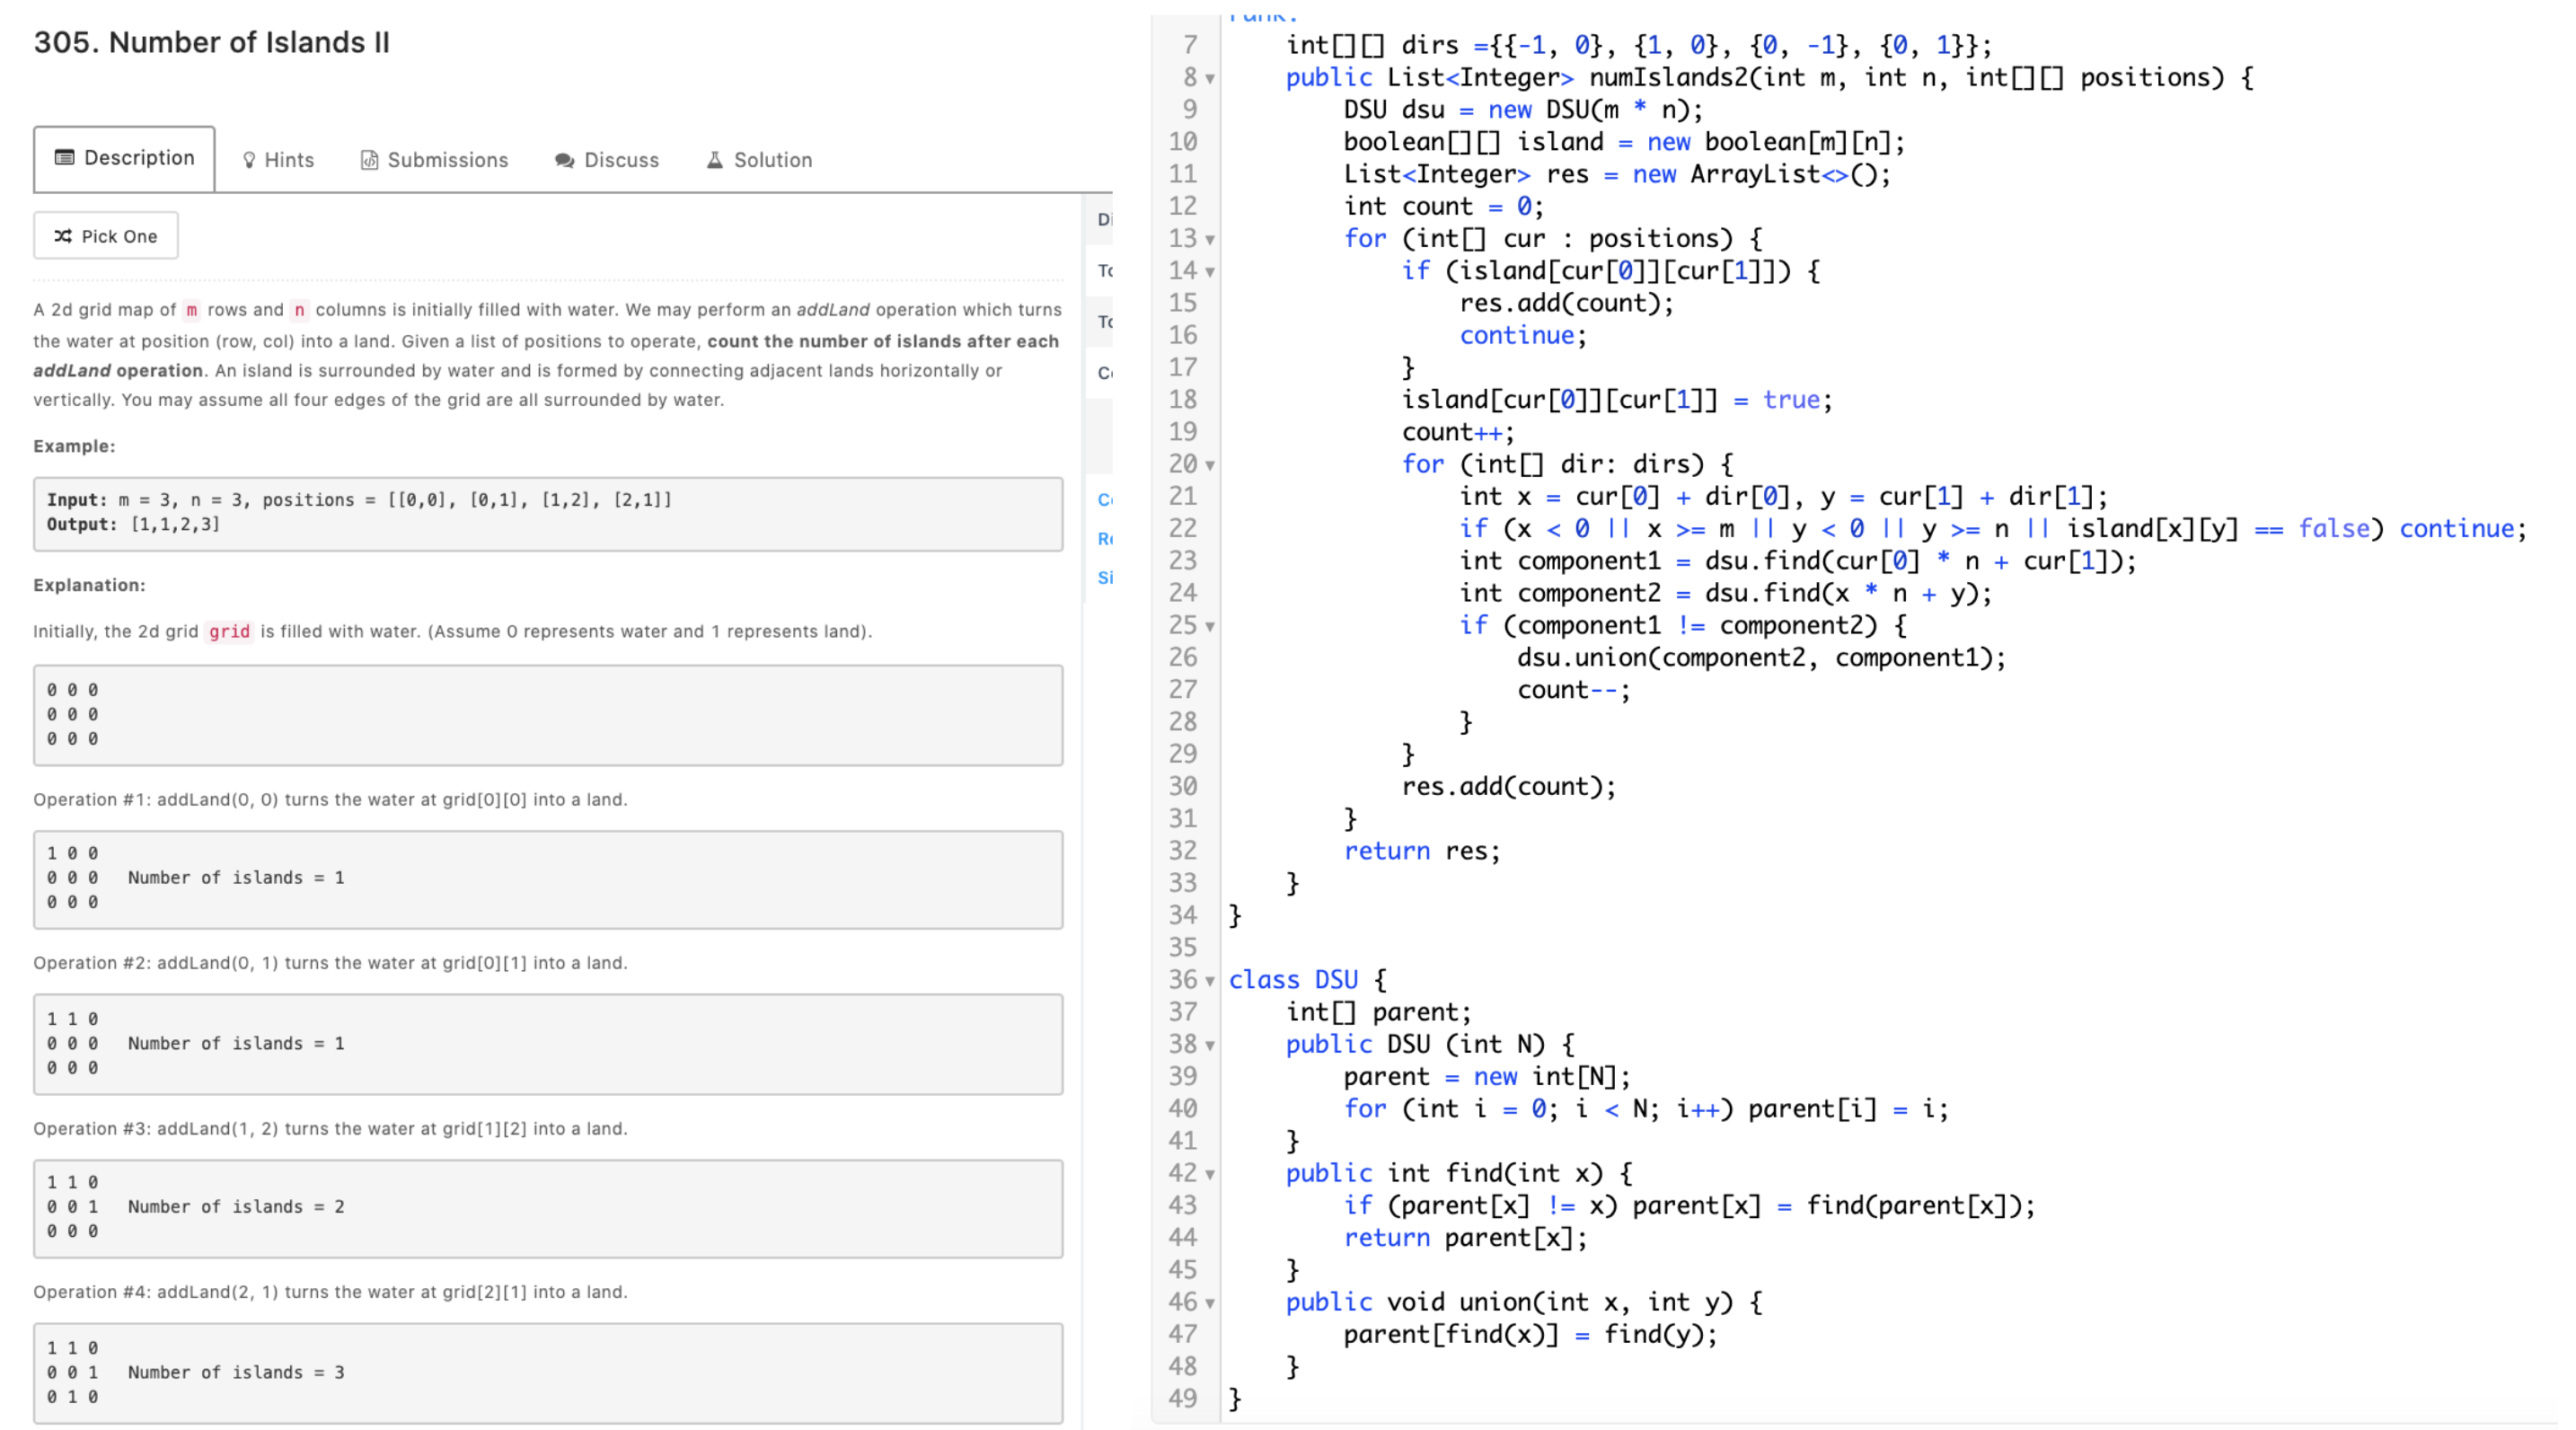 305. Number of Islands II
Description
Hints
Submissions
Discuss
Solution
Pick One
A 2d grid map of m rows and n columns is initially filled with water. We may perform an addLand operation which turns
the water at position (row, col) into a land. Given a list of positions to operate, count the number of islands after each
addLand operation. An island is surrounded by water and is formed by connecting adjacent lands horizontally or
vertically. You may assume all four edges of the grid are all surrounded by water.
Example:
Input: m = 3, n = 3, positions = [[0,0], [0,1], [1,2], [2,1]]
Output: [1,1,2,3]
Explanation:
Initially, the 2d grid grid is filled with water. (Assume 0 represents water and 1 represents land).
0 0 0
0 0 0
0 0 0
Operation #1: addLand(0, 0) turns the water at grid[0][0] into a land.
1 0 0
0 0 0   Number of islands = 1
0 0 0
Operation #2: addLand(0, 1) turns the water at grid[0][1] into a land.
1 1 0
0 0 0   Number of islands = 1
0 0 0
Operation #3: addLand(1, 2) turns the water at grid[1][2] into a land.
1 1 0
0 0 1   Number of islands = 2
0 0 0
Operation #4: addLand(2, 1) turns the water at grid[2][1] into a land.
1 1 0
0 0 1   Number of islands = 3
0 1 0
Di
To
To
Co
Co
Re
Si
7     int[][] dirs ={{-1, 0}, {1, 0}, {0, -1}, {0, 1}};
8     public List<Integer> numIslands2(int m, int n, int[][] positions) {
9         DSU dsu = new DSU(m * n);
10         boolean[][] island = new boolean[m][n];
11         List<Integer> res = new ArrayList<>();
12         int count = 0;
13         for (int[] cur : positions) {
14             if (island[cur[0]][cur[1]]) {
15                 res.add(count);
16                 continue;
17             }
18             island[cur[0]][cur[1]] = true;
19             count++;
20             for (int[] dir: dirs) {
21                 int x = cur[0] + dir[0], y = cur[1] + dir[1];
22                 if (x < 0 || x >= m || y < 0 || y >= n || island[x][y] == false) continue;
23                 int component1 = dsu.find(cur[0] * n + cur[1]);
24                 int component2 = dsu.find(x * n + y);
25                 if (component1 != component2) {
26                     dsu.union(component2, component1);
27                     count--;
28                 }
29             }
30             res.add(count);
31         }
32         return res;
33     }
34 }
35
36 class DSU {
37     int[] parent;
38     public DSU (int N) {
39         parent = new int[N];
40         for (int i = 0; i < N; i++) parent[i] = i;
41     }
42     public int find(int x) {
43         if (parent[x] != x) parent[x] = find(parent[x]);
44         return parent[x];
45     }
46     public void union(int x, int y) {
47         parent[find(x)] = find(y);
48     }
49 }